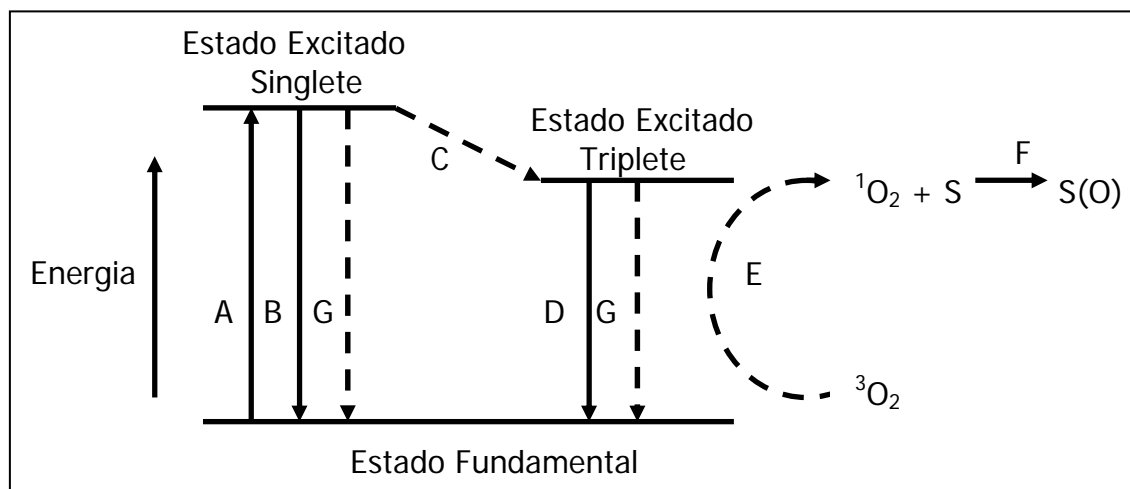 Estado Excitado
Singlete
Estado Excitado
Triplete
C
F
¹O₂ + S
S(O)
Energia
A
B
G
D
G
E
³O₂
Estado Fundamental